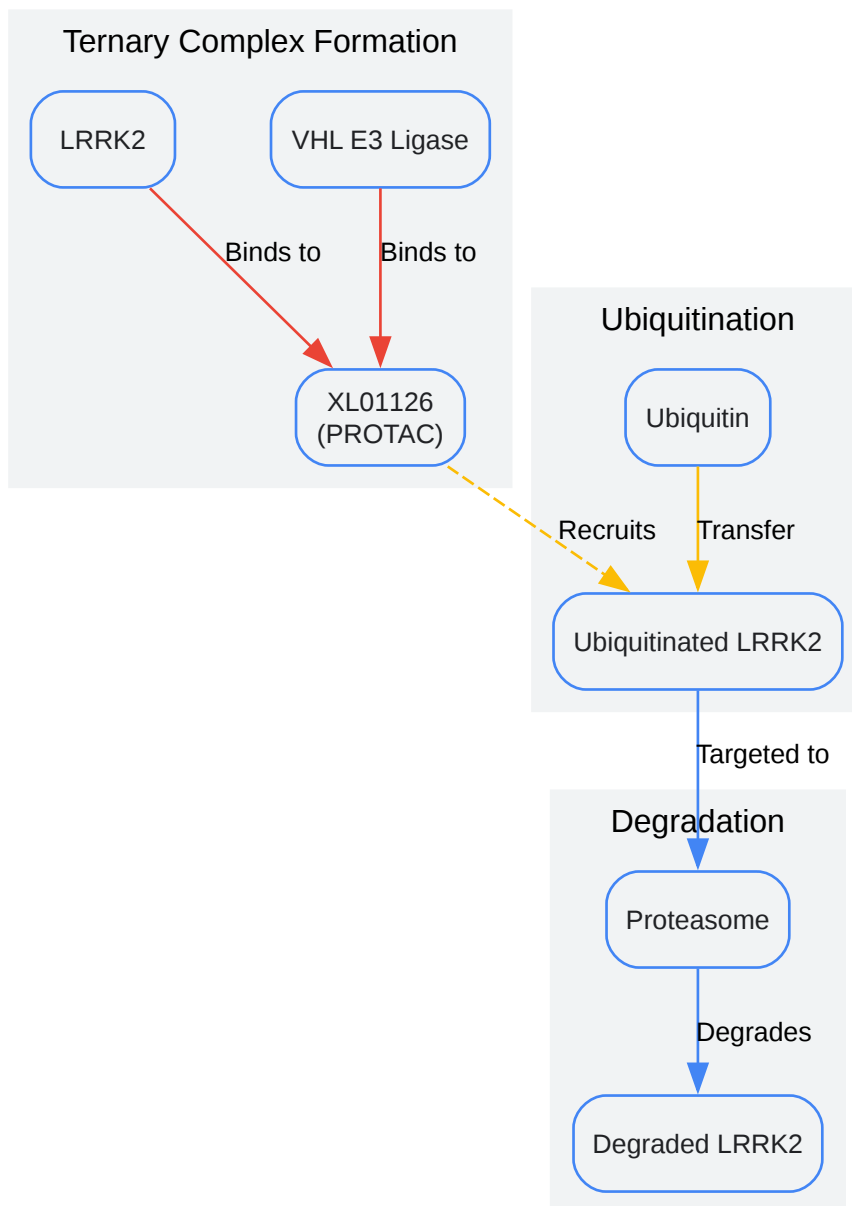 Ternary Complex Formation
LRRK2
VHL E3 Ligase
Binds to
Binds to
XL01126
(PROTAC)
Ubiquitination
Ubiquitin
Recruits
Transfer
Ubiquitinated LRRK2
Targeted to
Degradation
Proteasome
Degrades
Degraded LRRK2